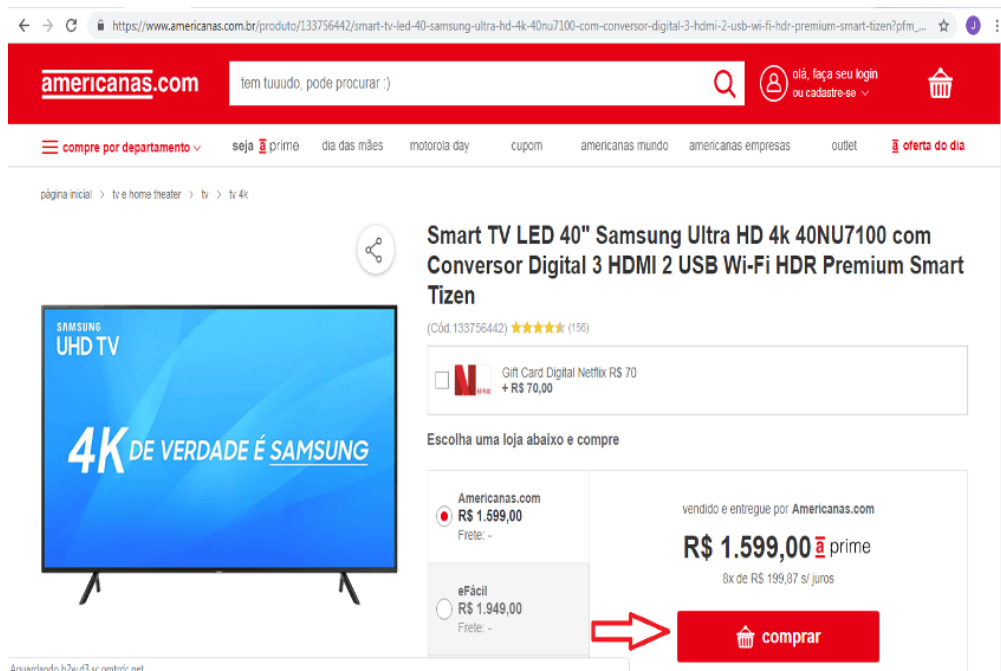 https://www.americanas.com.br/produto/133756442/smart-tv-led-40-samsung-ultra-hd-4k-40nu7100-com-conversor-digital-3-hdmi-2-usb-wi-fi-hdr-premium-smart-tizen?pfm_... J
americanas.com
tem tuuudo, pode procurar :)
olá, faça seu login
ou cadastre-se
compre por departamento
seja a prime
dia das mães
motorola day
cupom
americanas mundo
americanas empresas
outlet
a oferta do dia
página inicial > tv e home theater > tv > tv 4k
Smart TV LED 40" Samsung Ultra HD 4k 40NU7100 com
Conversor Digital 3 HDMI 2 USB Wi-Fi HDR Premium Smart
Tizen
(Cód.133756442) (156)
SAMSUNG
UHD TV
4K DE VERDADE É SAMSUNG
N
NETFLIX
Gift Card Digital Netflix R$ 70
+ R$ 70,00
Escolha uma loja abaixo e compre
Americanas.com
R$ 1.599,00
Frete: -
eFácil
R$ 1.949,00
Frete: -
vendido e entregue por Americanas.com
R$ 1.599,00 a prime
8x de R$ 199,87 s/ juros
comprar